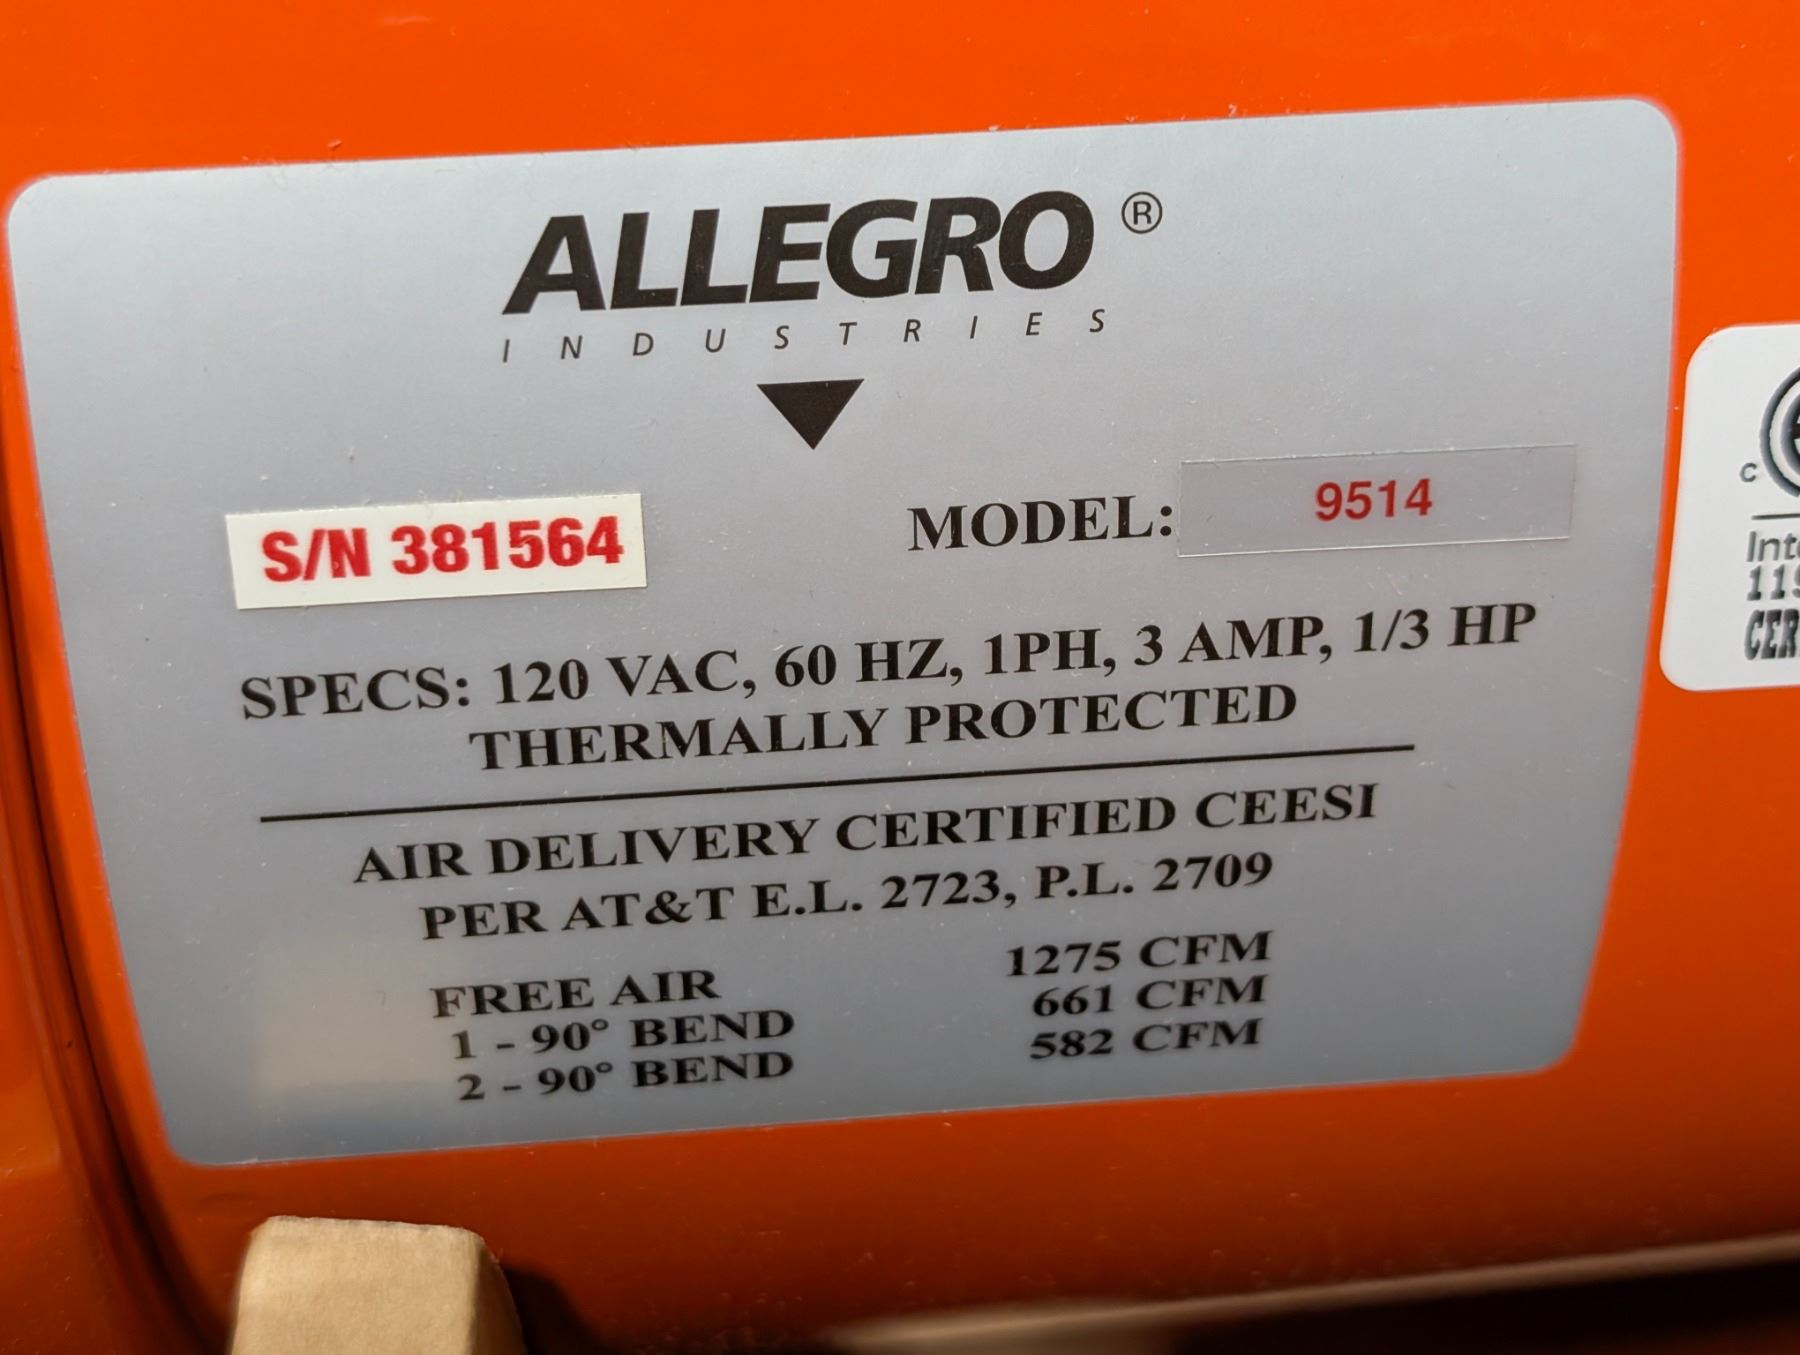 ALLEGRO ®
INDUSTRIES
S/N 381564
MODEL: 9514
SPECS: 120 VAC, 60 HZ, 1PH, 3 AMP, 1/3 HP
THERMALLY PROTECTED
AIR DELIVERY CERTIFIED CEESI
PER AT&T E.L. 2723, P.L. 2709
FREE AIR 1275 CFM
1 - 90° BEND 661 CFM
2 - 90° BEND 582 CFM
C